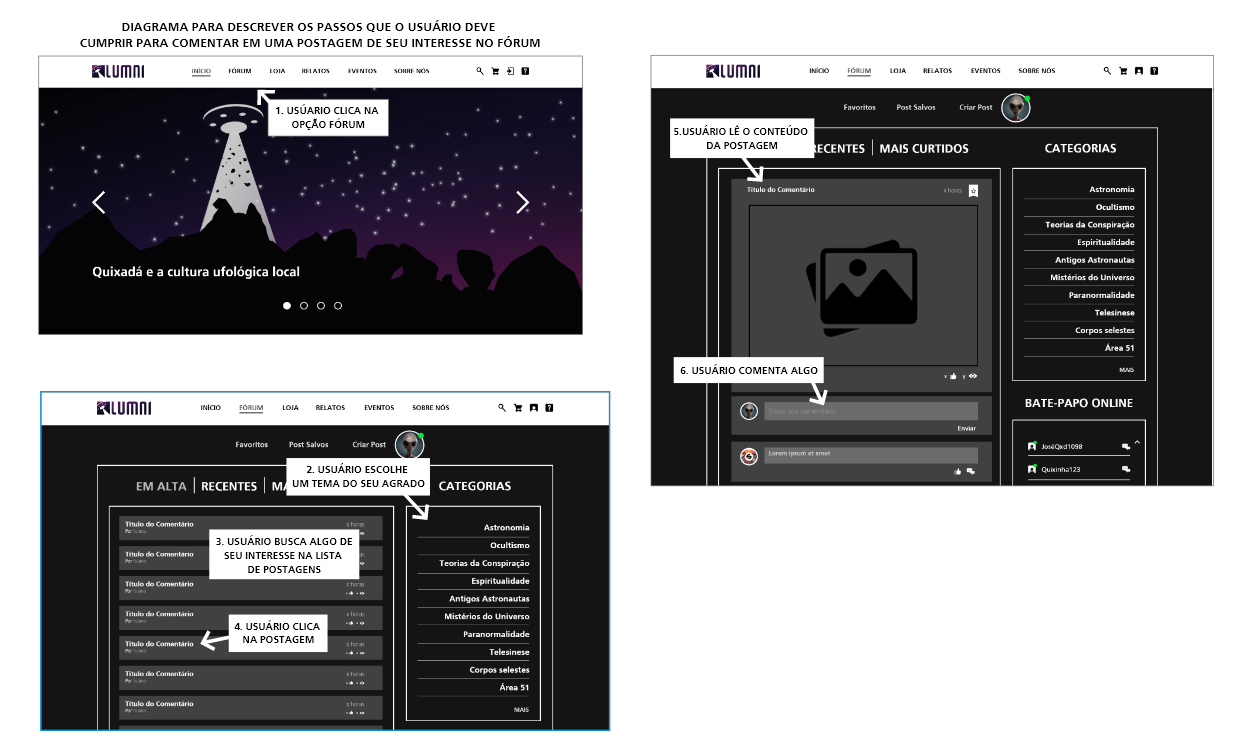 DIAGRAMA PARA DESCREVER OS PASSOS QUE O USUÁRIO DEVE
CUMPRIR PARA COMENTAR EM UMA POSTAGEM DE SEU INTERESSE NO FÓRUM
LUMNI
INÍCIO FÓRUM LOJA RELATOS EVENTOS SOBRE NÓS
1. USÚARIO CLICA NA
OPÇÃO FÓRUM
Quixadá e a cultura ufológica local
LUMNI
INÍCIO FÓRUM LOJA RELATOS EVENTOS SOBRE NÓS
Favoritos Post Salvos Criar Post
2. USUÁRIO ESCOLHE
UM TEMA DO SEU AGRADO
EM ALTA RECENTES CATEGORIAS
Título do Comentário x horas
Por fulano
3. USUÁRIO BUSCA ALGO DE
SEU INTERESSE NA LISTA
DE POSTAGENS
Título do Comentário
Por fulano
Título do Comentário x horas
Por fulano
Título do Comentário x horas
Por fulano
4. USUÁRIO CLICA
NA POSTAGEM
Título do Comentário x horas
Por fulano
Título do Comentário x horas
Por fulano
Título do Comentário x horas
Por fulano
Astronomia
Ocultismo
Teorias da Conspiração
Espiritualidade
Antigos Astronautas
Mistérios do Universo
Paranormalidade
Telesinese
Corpos selestes
Área 51
MAIS
LUMNI
INÍCIO FÓRUM LOJA RELATOS EVENTOS SOBRE NÓS
Favoritos Post Salvos Criar Post
5.USUÁRIO LÊ O CONTEÚDO
DA POSTAGEM
RECENTES MAIS CURTIDOS CATEGORIAS
Título do Comentário x horas
x y
6. USUÁRIO COMENTA ALGO
Deixe seu comentário
Enviar
Lorem ipsum et amet
Astronomia
Ocultismo
Teorias da Conspiração
Espiritualidade
Antigos Astronautas
Mistérios do Universo
Paranormalidade
Telesinese
Corpos selestes
Área 51
MAIS
BATE-PAPO ONLINE
JoséQxd1098
Quixinha123